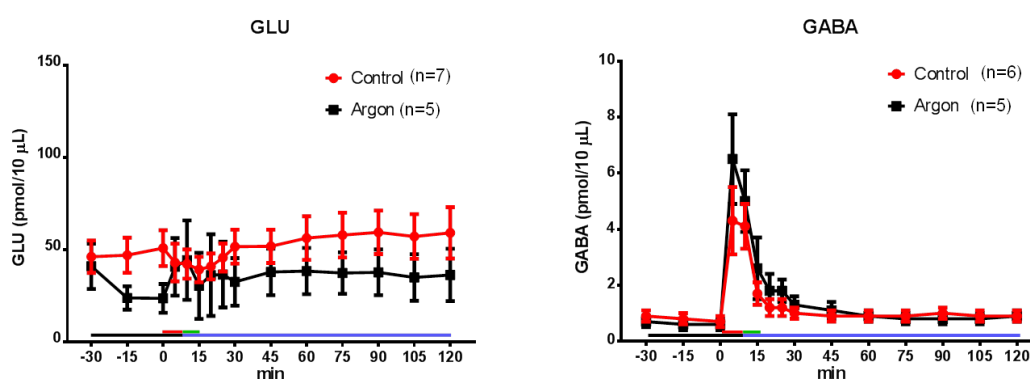 GLU
150
100
50
0
GLU (pmol/10 μL)
Control (n=7)
Argon (n=5)
-30 -15 0 15 30 45 60 75 90 105 120
min
GABA
10
8
6
4
2
0
GABA (pmol/10 μL)
Control (n=6)
Argon (n=5)
-30 -15 0 15 30 45 60 75 90 105 120
min